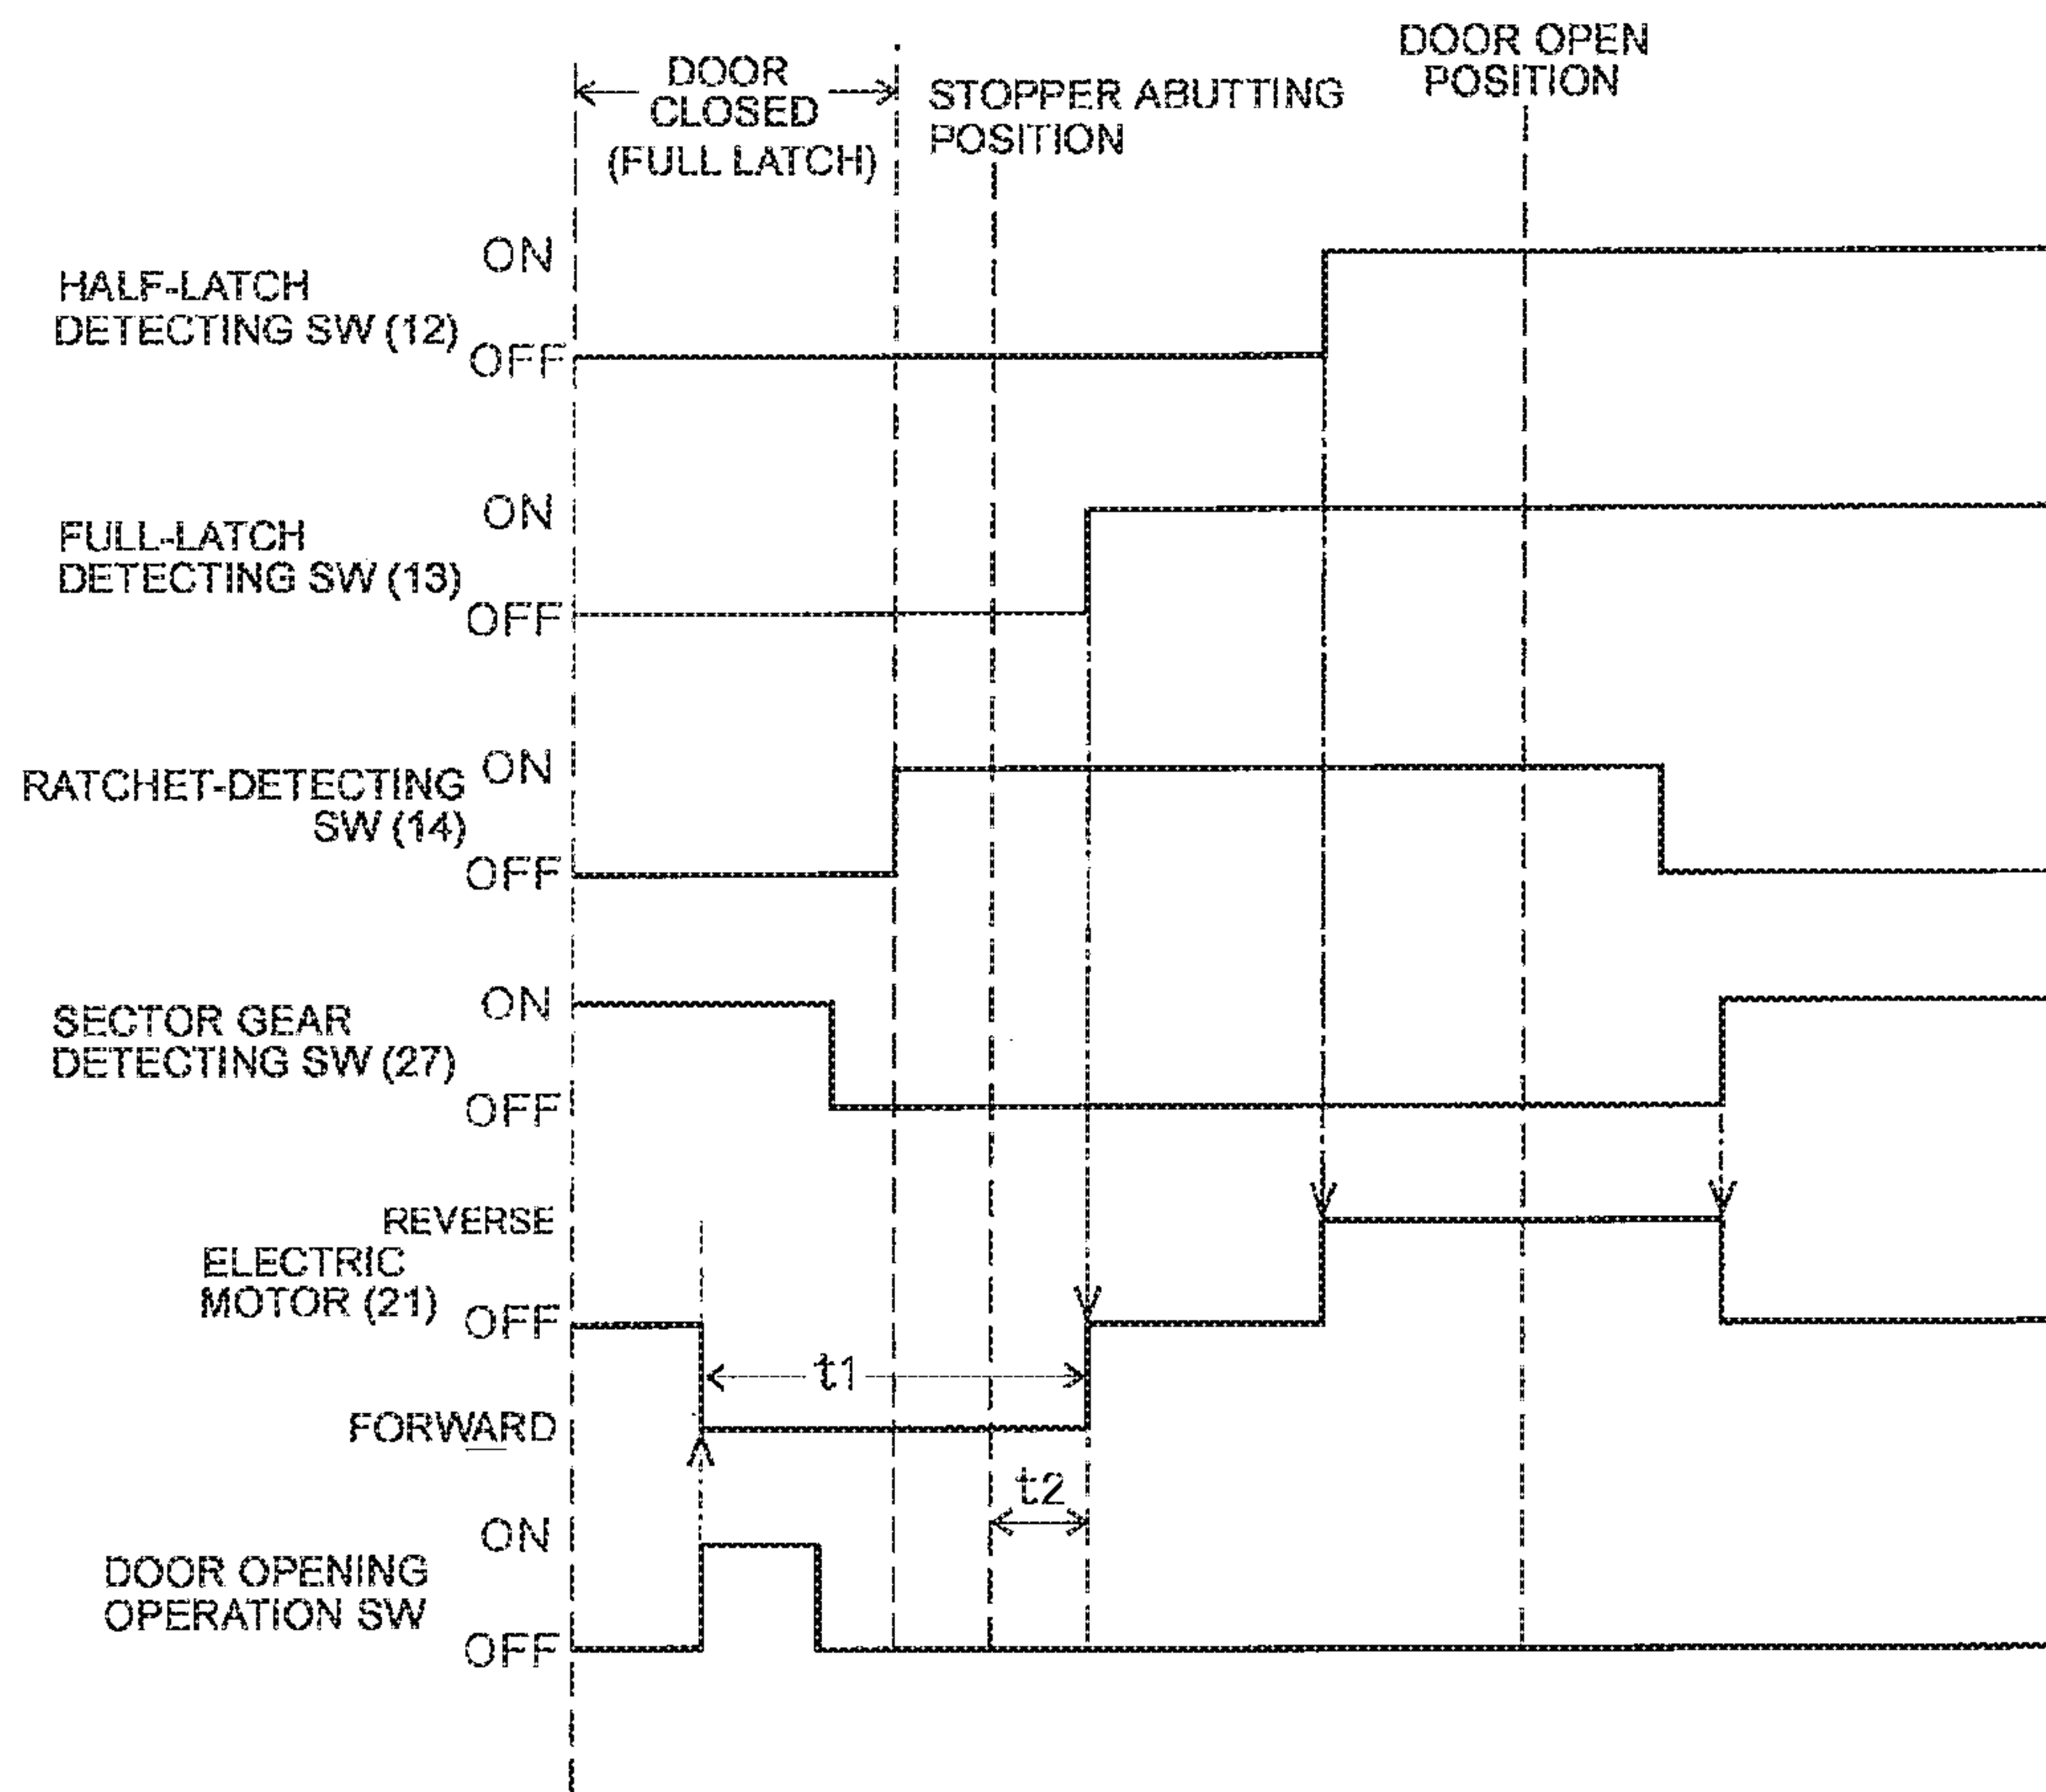 DOOR OPEN
POSITION
DOOR
CLOSED
(FULL LATCH)
STOPPER ABUTTING
POSITION
ON
HALF-LATCH
DETECTING SW (12)
OFF
ON
FULL-LATCH
DETECTING SW (13)
OFF
ON
RATCHET-DETECTING
SW (14)
OFF
ON
SECTOR GEAR
DETECTING SW (27)
OFF
REVERSE
ELECTRIC
MOTOR (21)
OFF
t1
FORWARD
t2
ON
DOOR OPENING
OPERATION SW
OFF